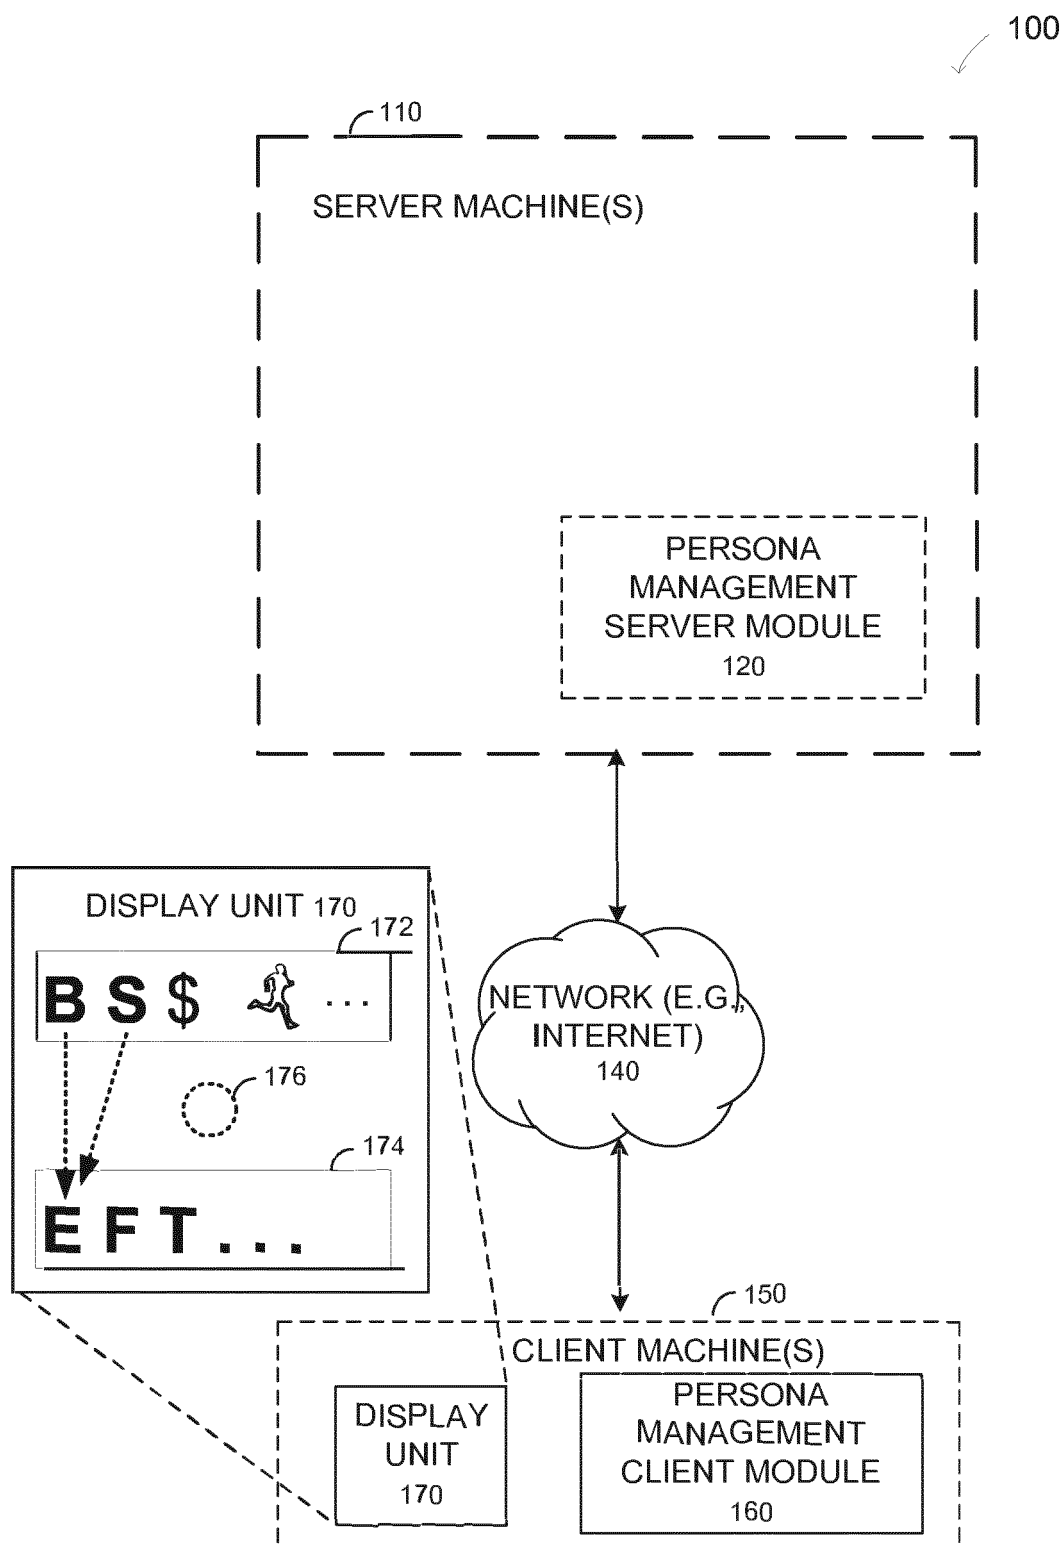 100
110
SERVER MACHINE(S)
PERSONA
MANAGEMENT
SERVER MODULE
120
DISPLAY UNIT 170
172
B S $ ...
176
174
E F T . . .
NETWORK (E.G.,
INTERNET)
140
150
CLIENT MACHINE(S)
DISPLAY
UNIT
170
PERSONA
MANAGEMENT
CLIENT MODULE
160